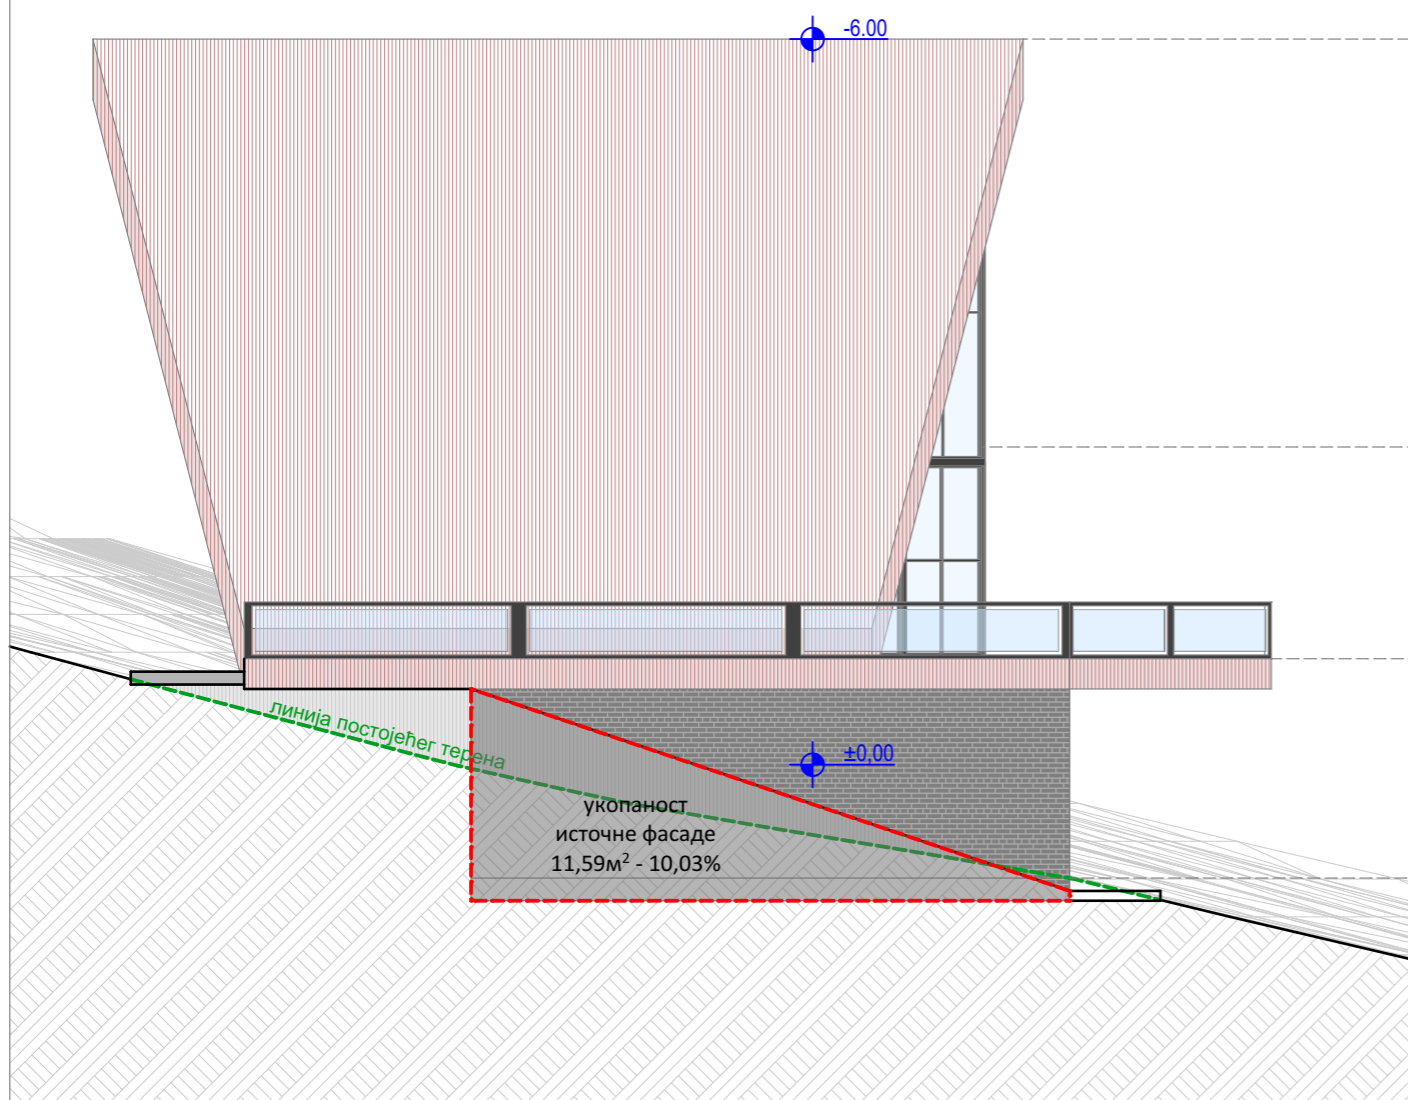 -6.00
линија постојећег терена
±0,00
укопаност
источне фасаде
11,59м² - 10,03%